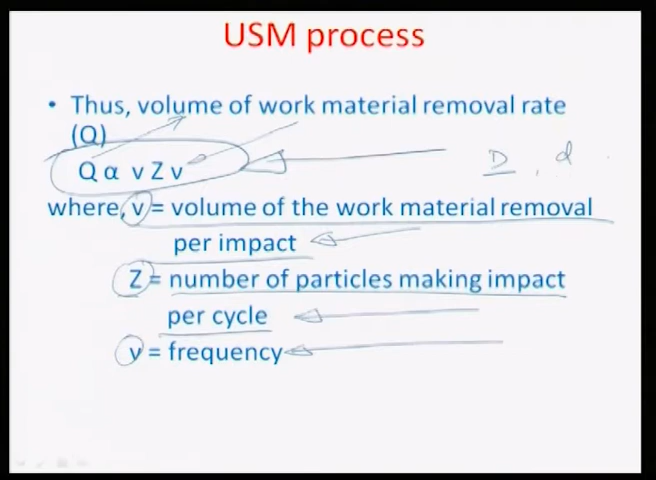 USM process
• Thus, volume of work material removal rate
(Q)
Q α v Z ν
D, d
where, v = volume of the work material removal
per impact
Z = number of particles making impact
per cycle
ν = frequency